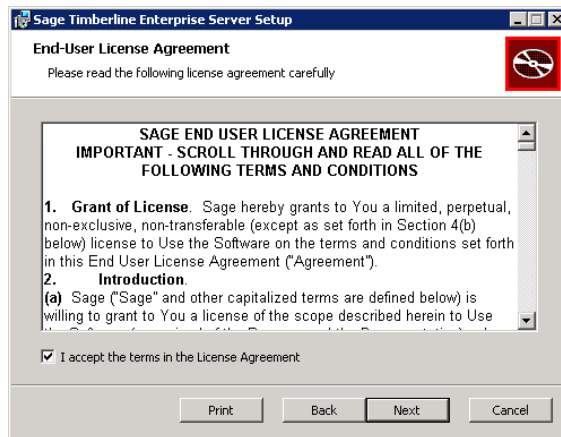 Sage Timberline Enterprise Server Setup
End-User License Agreement
Please read the following license agreement carefully
SAGE END USER LICENSE AGREEMENT
IMPORTANT - SCROLL THROUGH AND READ ALL OF THE
FOLLOWING TERMS AND CONDITIONS
1. Grant of License. Sage hereby grants to You a limited, perpetual,
non-exclusive, non-transferable (except as set forth in Section 4(b)
below) license to Use the Software on the terms and conditions set forth
in this End User License Agreement ("Agreement").
2. Introduction.
(a) Sage ("Sage" and other capitalized terms are defined below) is
willing to grant to You a license of the scope described herein to Use
I accept the terms in the License Agreement
Print Back Next Cancel